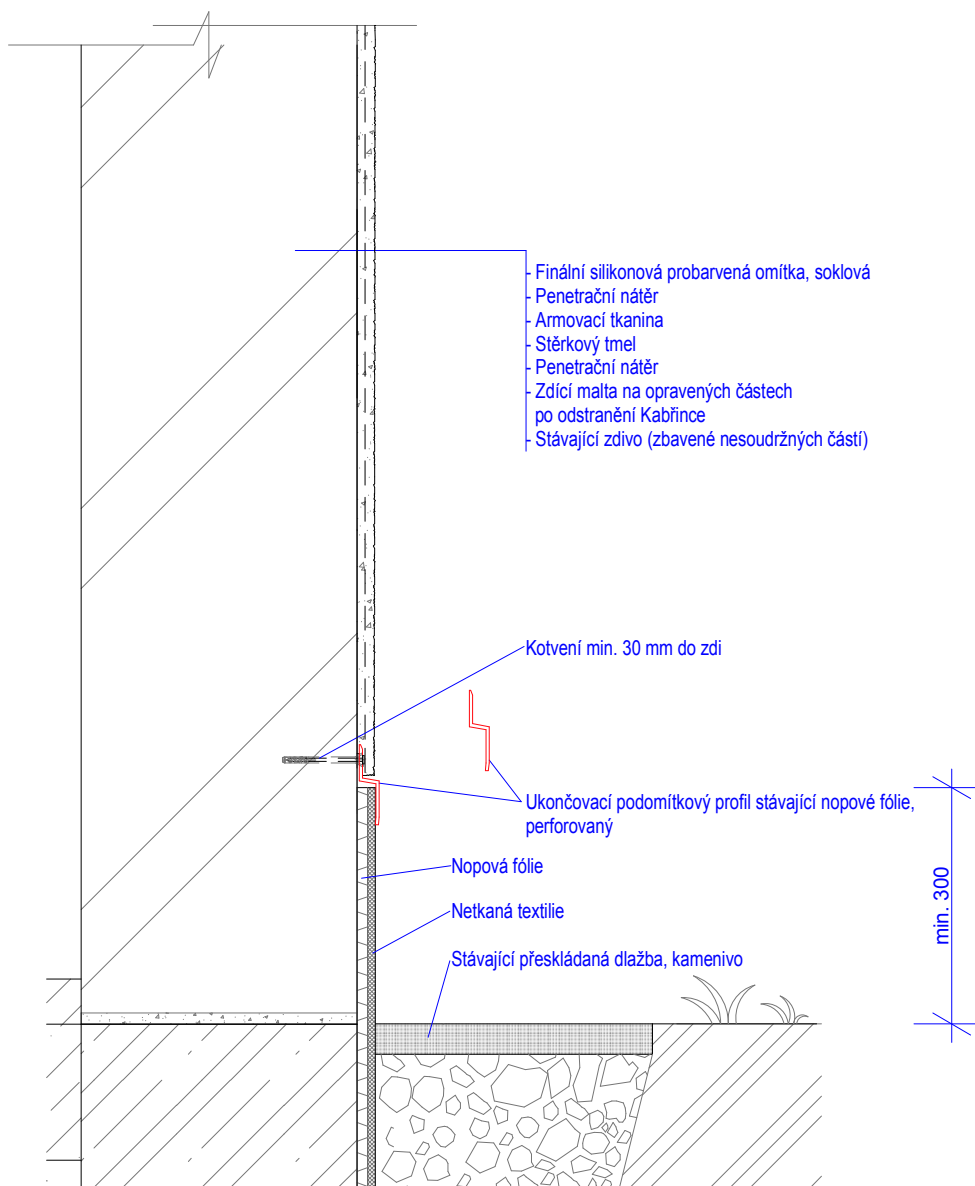 - Finální silikonová probarvená omítka, soklová
- Penetrační nátěr
- Armovací tkanina
- Stěrkový tmel
- Penetrační nátěr
- Zdící malta na opravených částech
po odstranění Kabřince
- Stávající zdivo (zbavené nesoudržných částí)
Kotvení min. 30 mm do zdi
Ukončovací podomítkový profil stávající nopové fólie,
perforovaný
Nopová fólie
Netkaná textilie
Stávající přeskládaná dlažba, kamenivo
min. 300